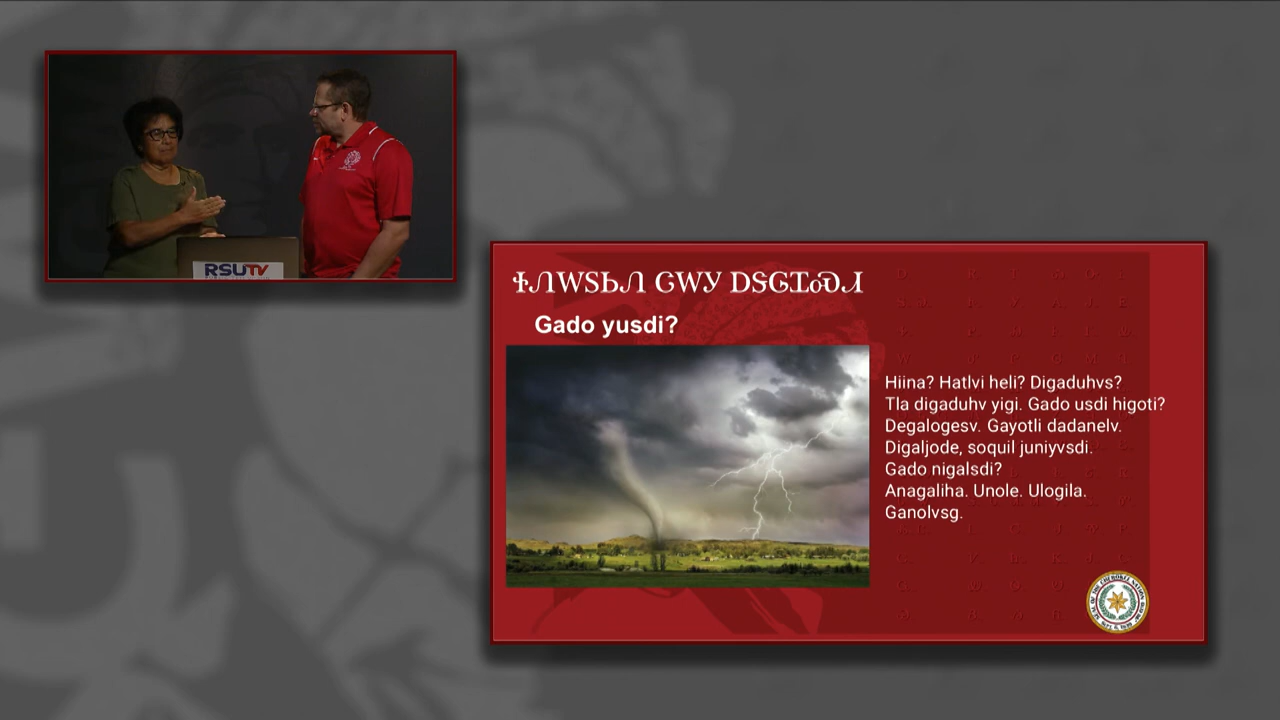 RSUTV
ᏐᏁᎳᏚᏏᏁ ᏣᎳᎩ ᎠᏕᎶᏆᏍᏗ
Gado yusdi?
Hiina? Hatlvi heli? Digaduhvs?
Tla digaduhv yigi. Gado usdi higoti?
Degalogesv. Gayotli dadanelv.
Digaljode, soquil juniyvsdi.
Gado nigalsdi?
Anagaliha. Unole. Ulogila.
Ganolvsg.